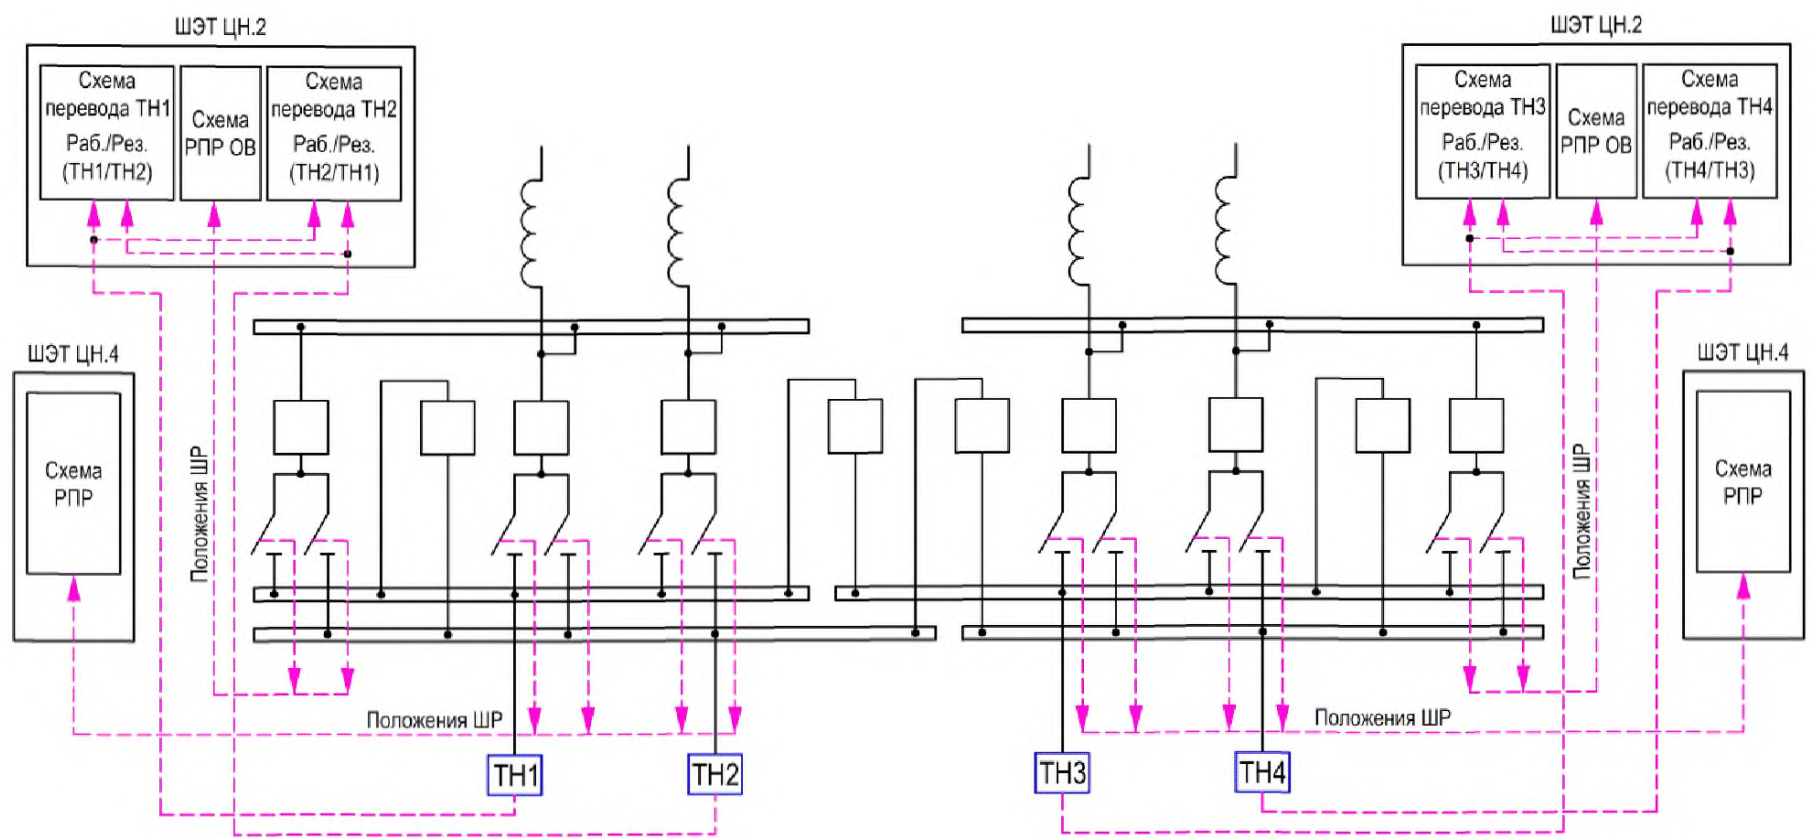 ШЭТ ЦН.2
Схема
перевода ТН1
Раб./Рез.
(ТН1/ТН2)
Схема
РПР ОВ
Схема
перевода ТН2
Раб./Рез.
(ТН2/ТН1)
ШЭТ ЦН.2
Схема
перевода ТН3
Раб./Рез.
(ТН3/ТН4)
Схема
РПР ОВ
Схема
перевода ТН4
Раб./Рез.
(ТН4/ТН3)
ШЭТ ЦН.4
Схема
РПР
Положения ШР
Положения ШР
ШЭТ ЦН.4
Схема
РПР
Положения ШР
Положения ШР
ТН1
ТН2
ТН3
ТН4